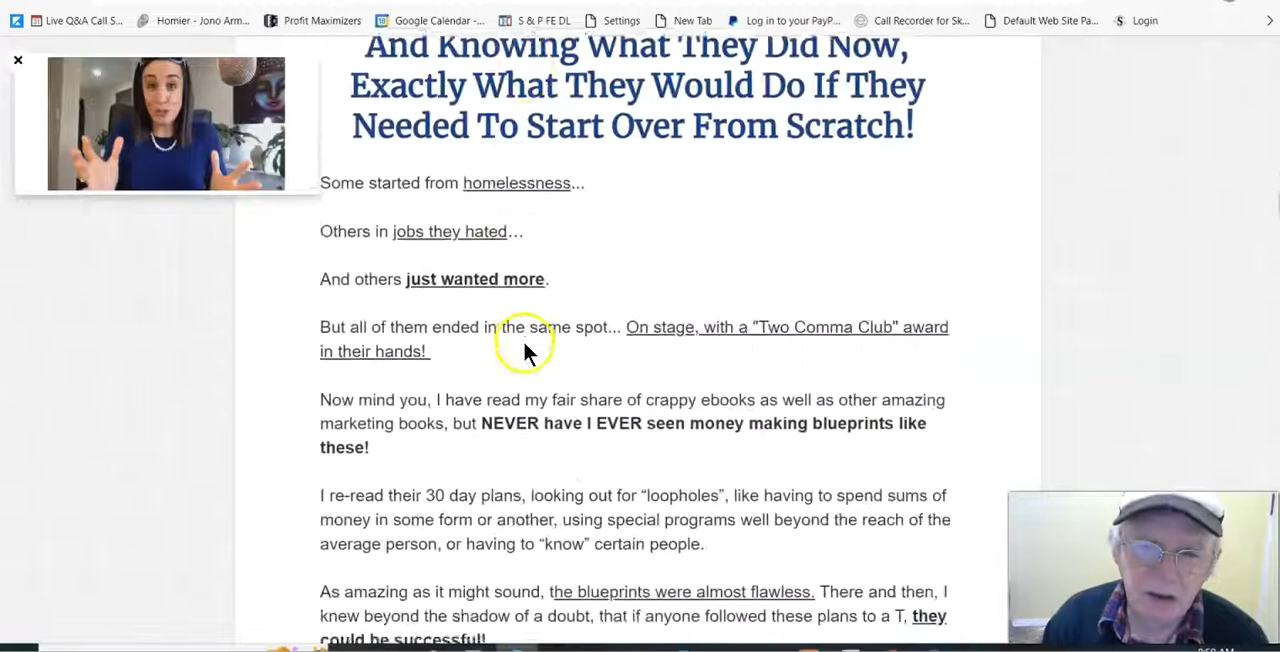 Live Q&A Call S... Homier - Jono Arm... Profit Maximizers Google Calendar -... S & P FE DL Settings New Tab Log in to your PayP... Call Recorder for Sk... Default Web Site Pa... Login
And Knowing What They Did Now,
Exactly What They Would Do If They
Needed To Start Over From Scratch!
Some started from homelessness...
Others in jobs they hated…
And others just wanted more.
But all of them ended in the same spot... On stage, with a "Two Comma Club" award
in their hands!
Now mind you, I have read my fair share of crappy ebooks as well as other amazing
marketing books, but NEVER have I EVER seen money making blueprints like
these!
I re-read their 30 day plans, looking out for “loopholes”, like having to spend sums of
money in some form or another, using special programs well beyond the reach of the
average person, or having to “know” certain people.
As amazing as it might sound, the blueprints were almost flawless. There and then, I
knew beyond the shadow of a doubt, that if anyone followed these plans to a T, they
could be successful!